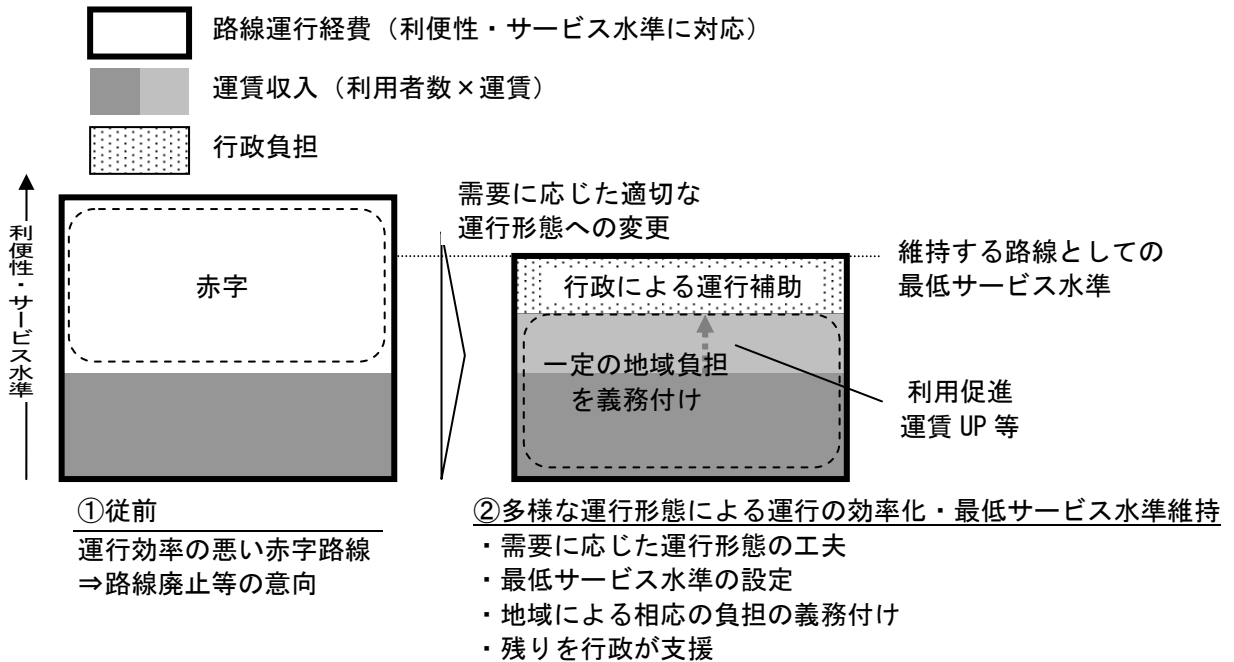 路線運行経費（利便性・サービス水準に対応）
運賃収入（利用者数×運賃）
行政負担
利便性・サービス水準
赤字
需要に応じた適切な
運行形態への変更
行政による運行補助
一定の地域負担
を義務付け
維持する路線としての
最低サービス水準
利用促進
運賃 UP 等
①従前
運行効率の悪い赤字路線
⇒路線廃止等の意向
②多様な運行形態による運行の効率化・最低サービス水準維持
・需要に応じた運行形態の工夫
・最低サービス水準の設定
・地域による相応の負担の義務付け
・残りを行政が支援